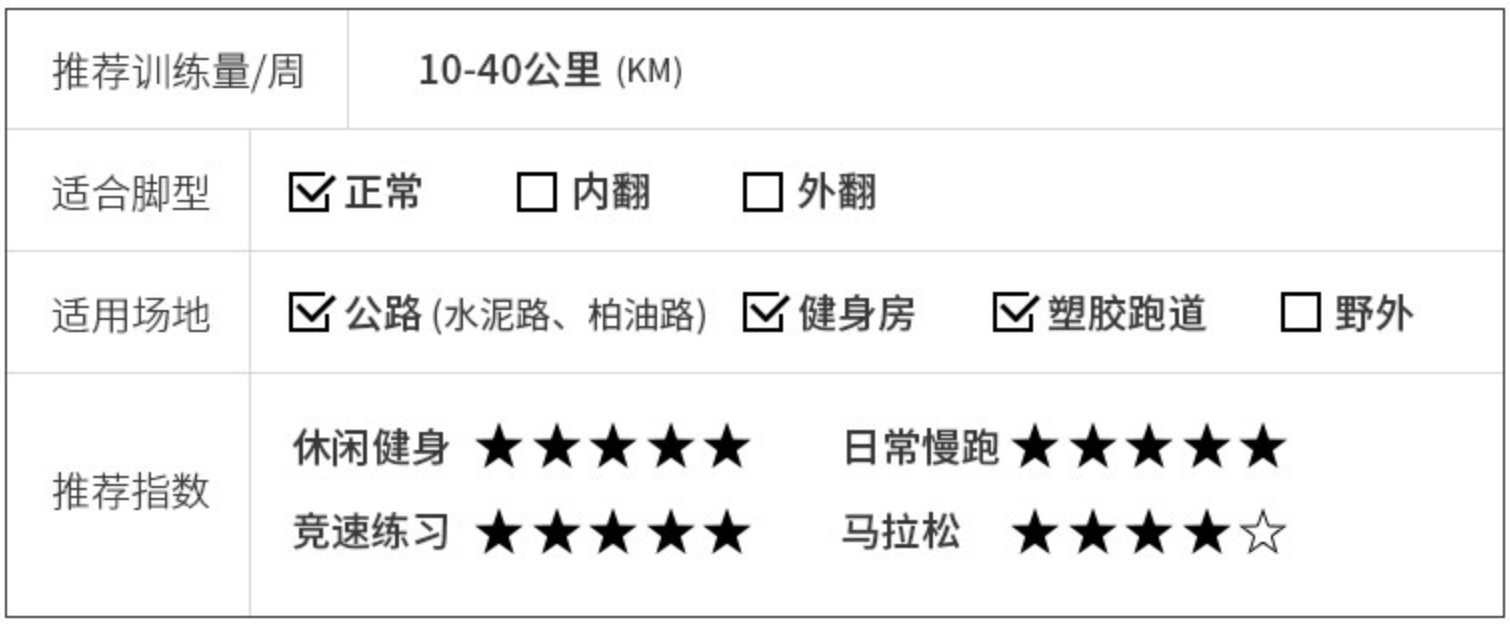 推荐训练量/周 10-40公里 (KM)
适合脚型 ☑ 正常 ☐ 内翻 ☐ 外翻
适用场地 ☑ 公路 (水泥路、柏油路) ☑ 健身房 ☑ 塑胶跑道 ☐ 野外
休闲健身 ★★★★★ 日常慢跑 ★★★★★
推荐指数
竞速练习 ★★★★★ 马拉松 ★★★★☆